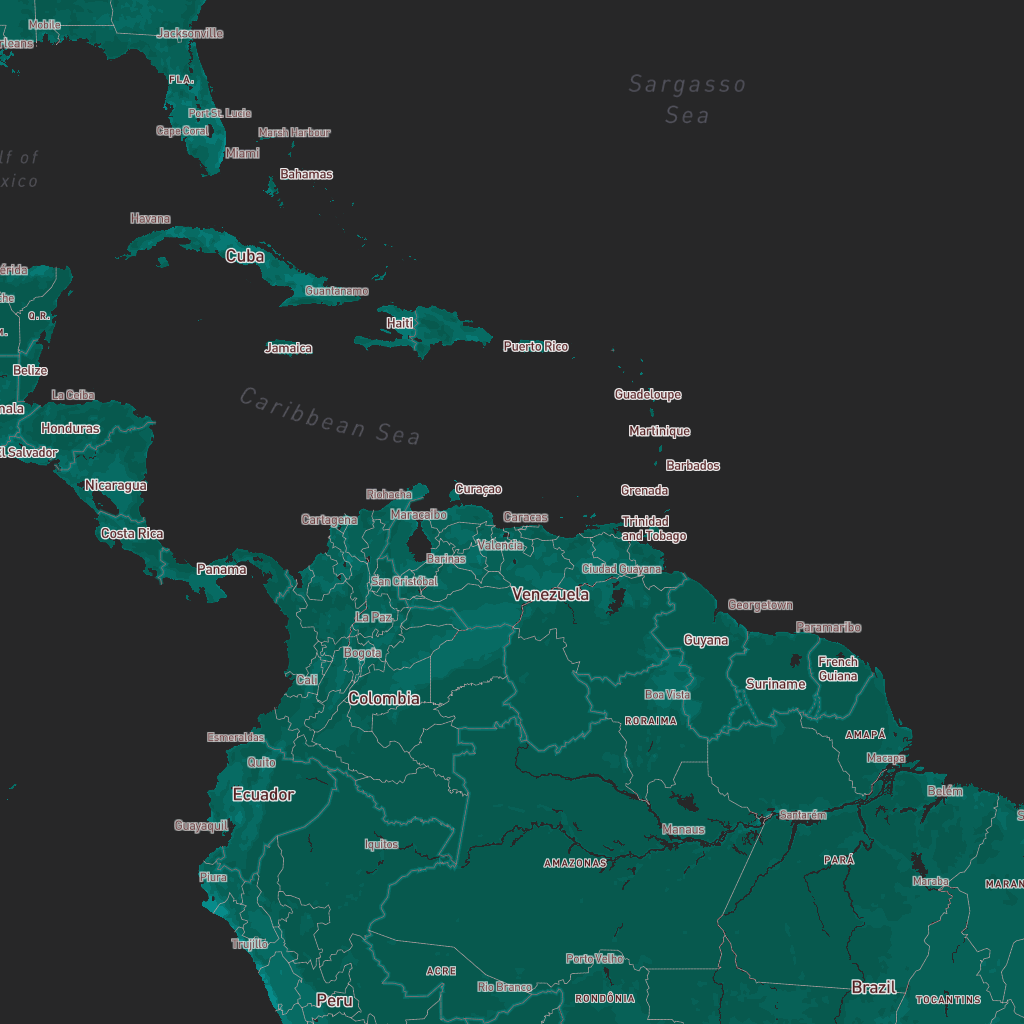 Mobile
Jacksonville
rleans
FLA.
Sargasso
Sea
Port St. Lucie
Cape Coral
Marsh Harbour
Miami
lf of
xico
Bahamas
Havana
Cuba
érida
Guantanamo
che
Q.R.
Haiti
Jamaica
Puerto Rico
Belize
La Ceiba
Guadeloupe
mala
Caribbean Sea
Honduras
Martinique
El Salvador
Barbados
Nicaragua
Curaçao
Grenada
Riohacha
Cartagena
Maracaibo
Caracas
Trinidad
and Tobago
Costa Rica
Valencia
Barinas
Panama
San Cristóbal
Ciudad Guayana
Venezuela
Georgetown
La Paz
Paramaribo
Guyana
Bogota
French
Guiana
Cali
Suriname
Colombia
Boa Vista
RORAIMA
Esmeraldas
AMAPÁ
Quito
Macapa
Ecuador
Belém
Guayaquil
Santarém
Manaus
Iquitos
AMAZONAS
PARÁ
Piura
Maraba
MARAN
Trujillo
Porto Velho
ACRE
Rio Branco
Brazil
Peru
RONDÔNIA
TOCANTINS